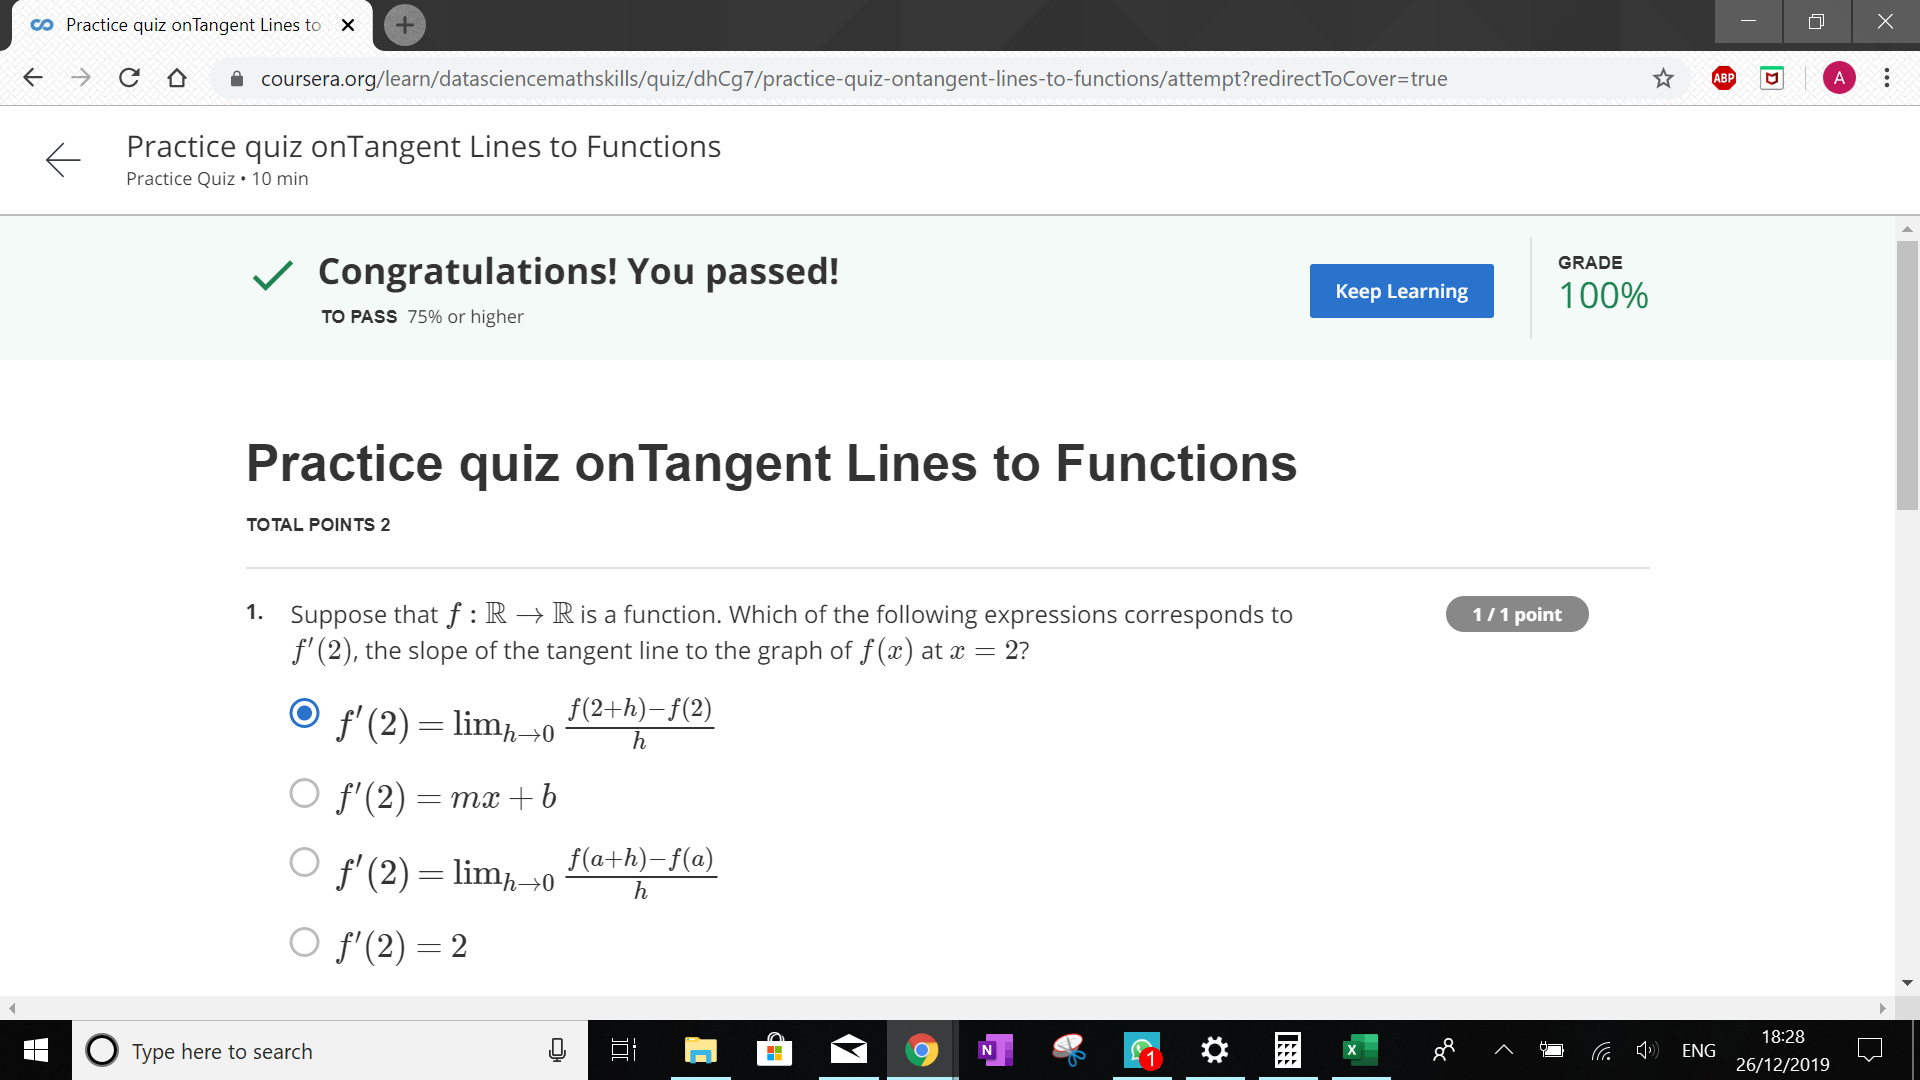 Practice quiz onTangent Lines to
coursera.org/learn/datasciencemathskills/quiz/dhCg7/practice-quiz-ontangent-lines-to-functions/attempt?redirectToCover=true
ABP
A
Practice quiz onTangent Lines to Functions
Practice Quiz • 10 min
Congratulations! You passed!
TO PASS 75% or higher
Keep Learning
GRADE
100%
Practice quiz onTangent Lines to Functions
TOTAL POINTS 2
1. Suppose that f : ℝ → ℝ is a function. Which of the following expressions corresponds to
f′(2), the slope of the tangent line to the graph of f(x) at x = 2?
1 / 1 point
f′(2) = lim_{h→0} \frac{f(2+h)−f(2)}{h}
f′(2) = mx + b
f′(2) = lim_{h→0} \frac{f(a+h)−f(a)}{h}
f′(2) = 2
Type here to search
N
1
X
ENG
18:28
26/12/2019